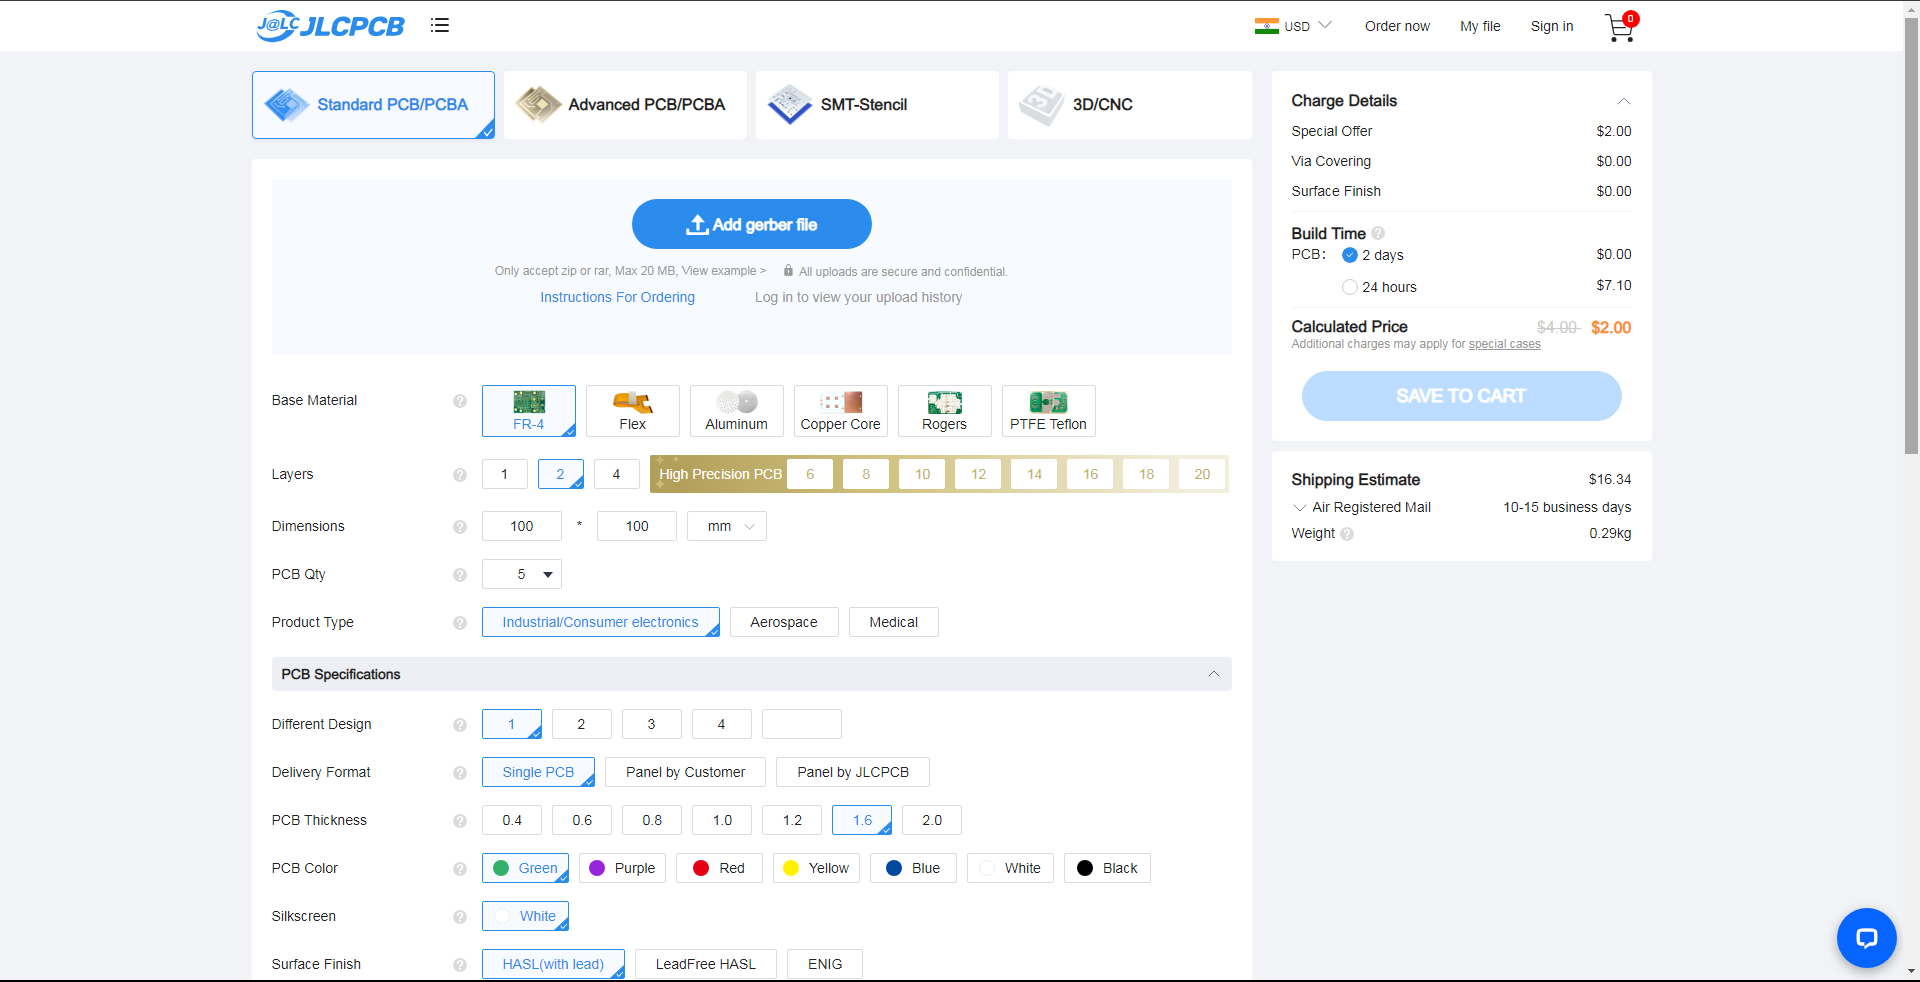 J@LC JLCPCB
USD
Order now
My file
Sign in
0
Standard PCB/PCBA
Advanced PCB/PCBA
SMT-Stencil
3D
3D/CNC
Add gerber file
Only accept zip or rar, Max 20 MB, View example >
All uploads are secure and confidential.
Instructions For Ordering
Log in to view your upload history
Base Material ?
FR-4
Flex
Aluminum
Copper Core
Rogers
PTFE Teflon
Layers ? 1 2 4 High Precision PCB 6 8 10 12 14 16 18 20
Dimensions ? 100 * 100 mm
PCB Qty ? 5
Product Type ? Industrial/Consumer electronics Aerospace Medical
PCB Specifications
Different Design ? 1 2 3 4
Delivery Format ? Single PCB Panel by Customer Panel by JLCPCB
PCB Thickness ? 0.4 0.6 0.8 1.0 1.2 1.6 2.0
PCB Color ? Green Purple Red Yellow Blue White Black
Silkscreen ? White
Surface Finish ? HASL(with lead) LeadFree HASL ENIG
Charge Details
Special Offer $2.00
Via Covering $0.00
Surface Finish $0.00
Build Time ?
PCB: 2 days $0.00
24 hours $7.10
Calculated Price $4.00 $2.00
Additional charges may apply for special cases
SAVE TO CART
Shipping Estimate $16.34
Air Registered Mail 10-15 business days
Weight ? 0.29kg